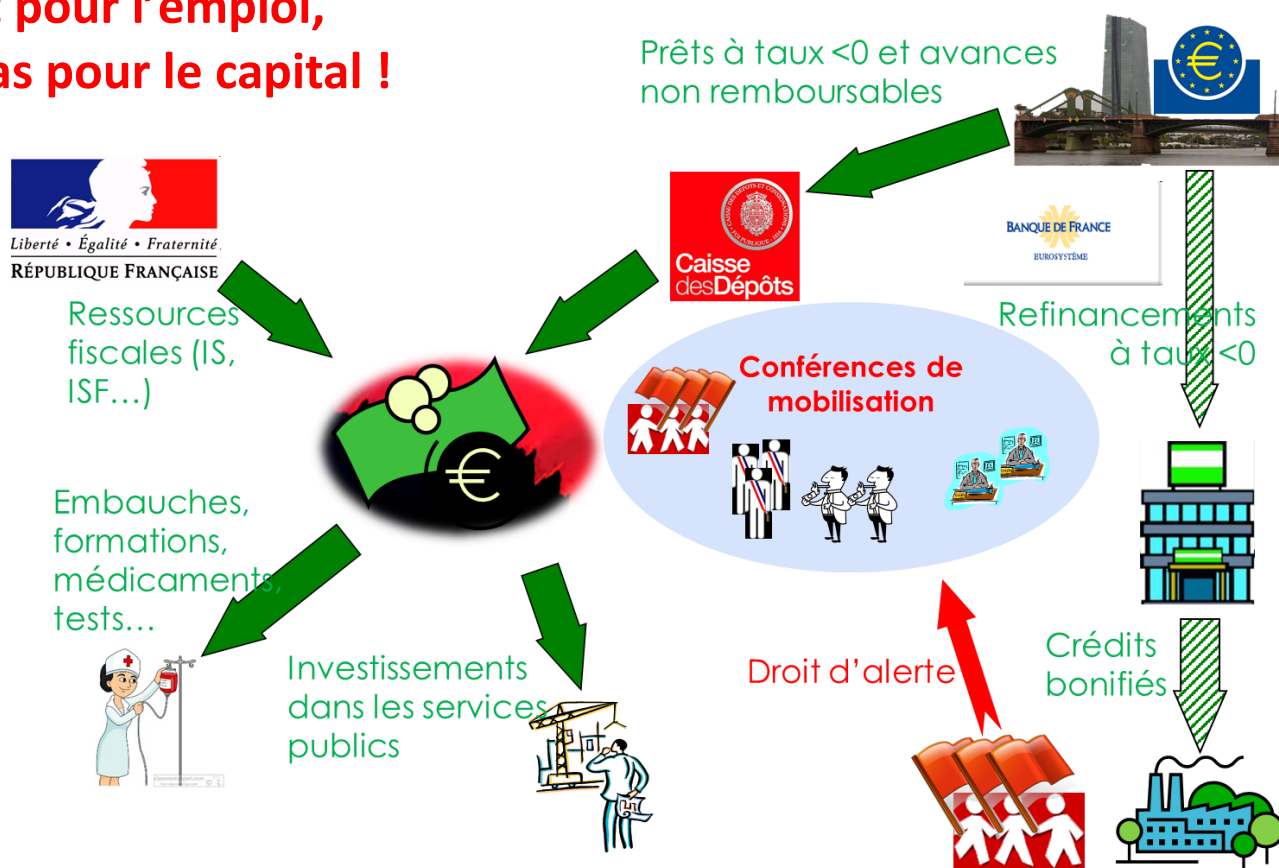 pour l'emploi,
as pour le capital !
Prêts à taux <0 et avances
non remboursables
Liberté • Égalité • Fraternité
RÉPUBLIQUE FRANÇAISE
Caisse
desDépôts
BANQUE DE FRANCE
EUROSYSTÈME
Ressources
fiscales (IS,
ISF…)
Refinancements
à taux <0
Conférences de
mobilisation
€
Embauches,
formations,
médicaments,
tests…
Investissements
dans les services
publics
Droit d'alerte
Crédits
bonifiés